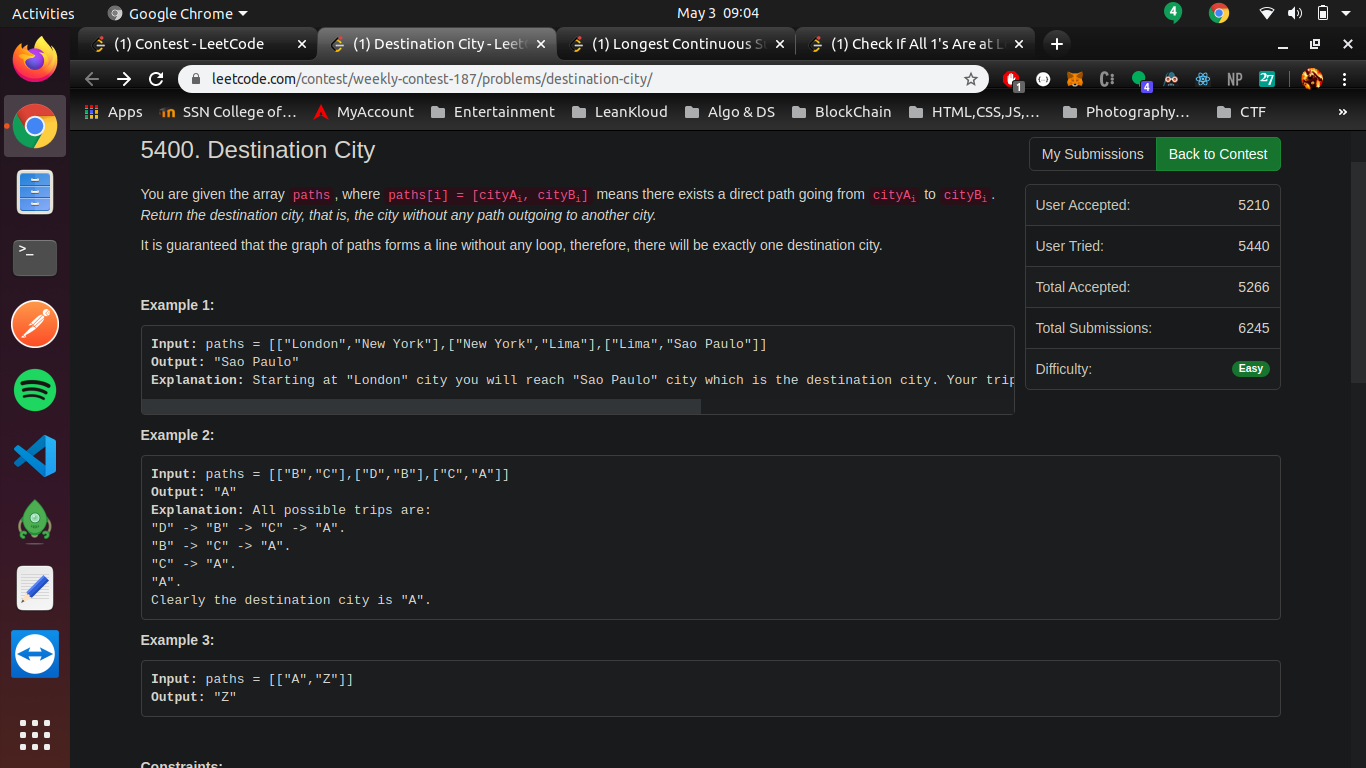 Activities Google Chrome May 3 09:04 4
(1) Contest - LeetCode (1) Destination City - Leet (1) Longest Continuous S (1) Check If All 1's Are at L
leetcode.com/contest/weekly-contest-187/problems/destination-city/ 1 4 NP 27
Apps SSN College of… MyAccount Entertainment LeanKloud Algo & DS BlockChain HTML,CSS,JS,… Photography… CTF »
5400. Destination City
My Submissions Back to Contest
You are given the array paths, where paths[i] = [cityAi, cityBi] means there exists a direct path going from cityAi to cityBi.
Return the destination city, that is, the city without any path outgoing to another city.
It is guaranteed that the graph of paths forms a line without any loop, therefore, there will be exactly one destination city.
User Accepted: 5210
User Tried: 5440
Total Accepted: 5266
Total Submissions: 6245
Difficulty: Easy
Example 1:
Input: paths = [["London","New York"],["New York","Lima"],["Lima","Sao Paulo"]]
Output: "Sao Paulo"
Explanation: Starting at "London" city you will reach "Sao Paulo" city which is the destination city. Your trip
Example 2:
Input: paths = [["B","C"],["D","B"],["C","A"]]
Output: "A"
Explanation: All possible trips are:
"D" -> "B" -> "C" -> "A".
"B" -> "C" -> "A".
"C" -> "A".
"A".
Clearly the destination city is "A".
Example 3:
Input: paths = [["A","Z"]]
Output: "Z"
Constraints: